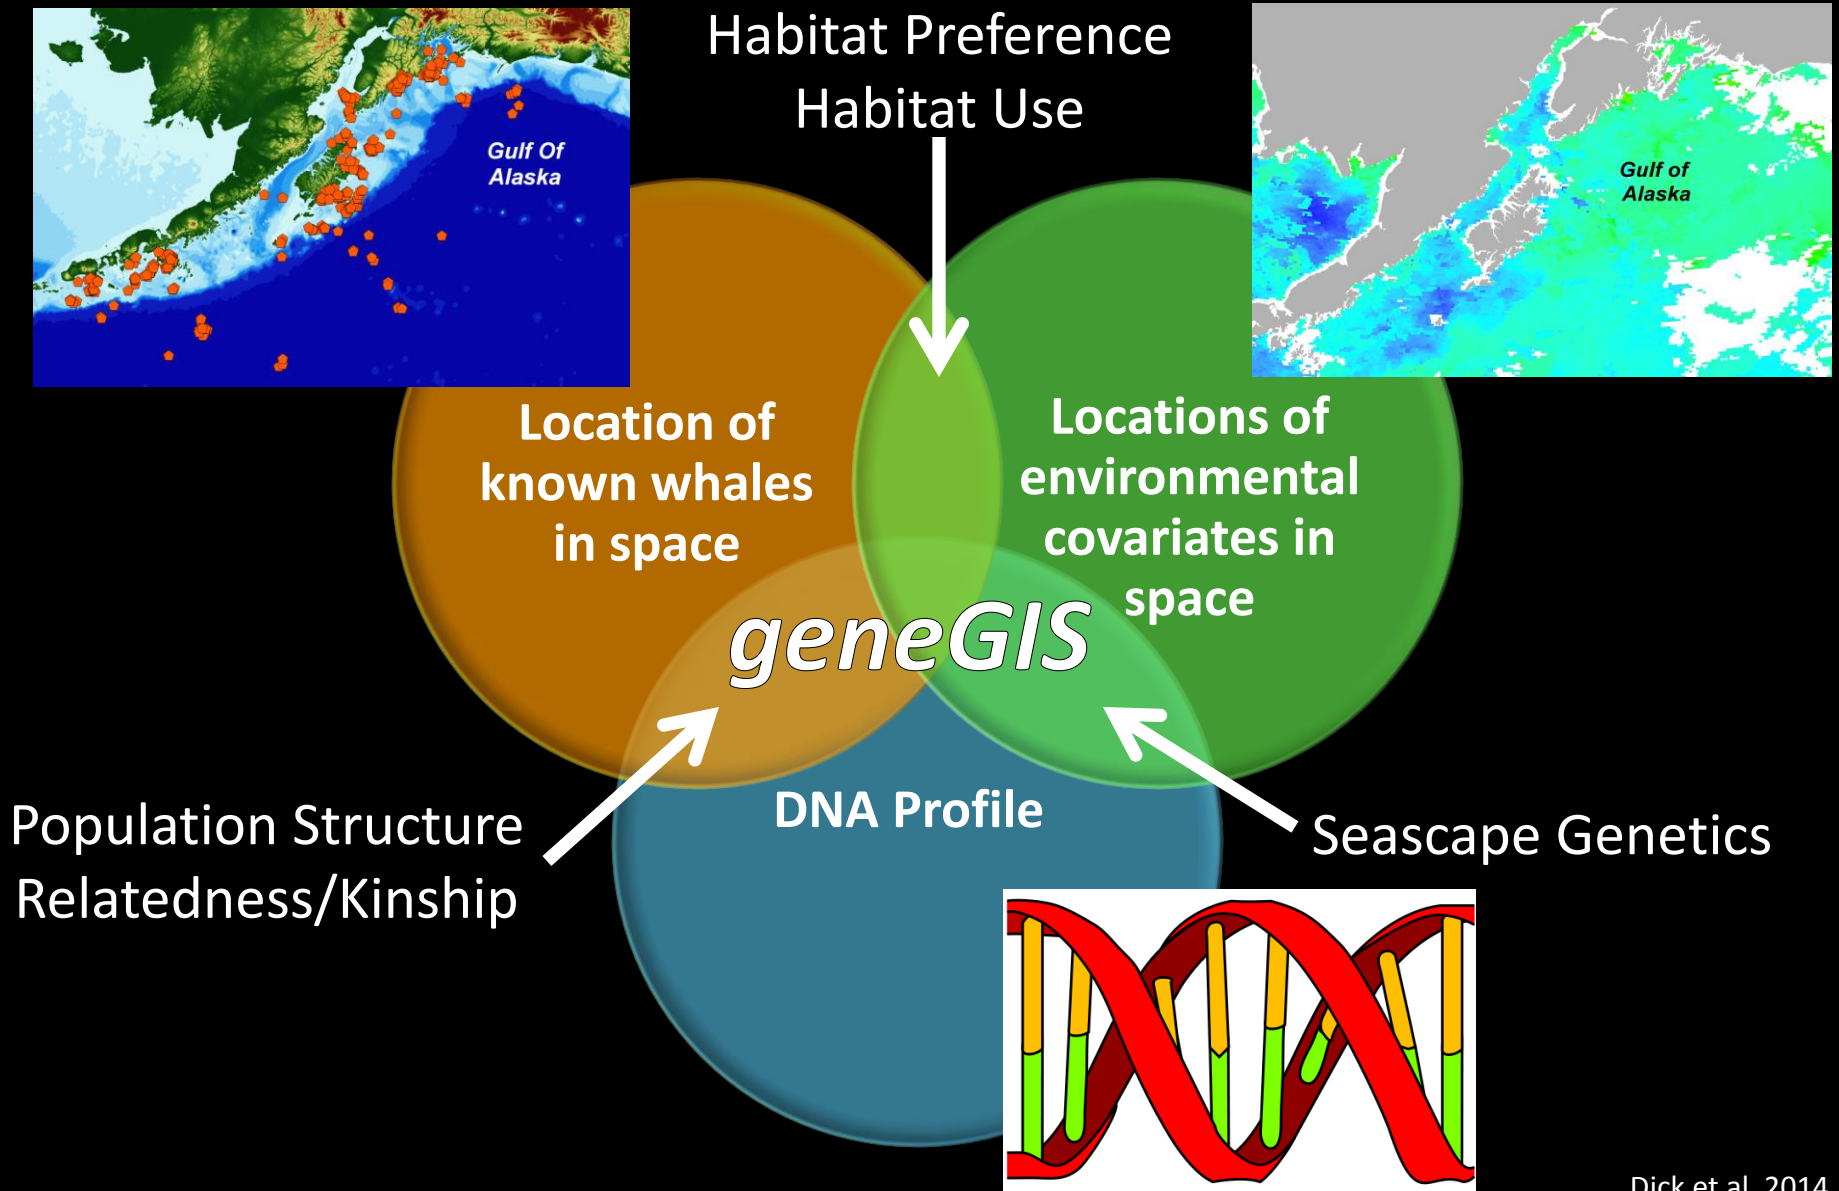 Habitat Preference
Habitat Use
Gulf Of
Alaska
Gulf of
Alaska
Location of
known whales
in space
Locations of
environmental
covariates in
space
geneGIS
DNA Profile
Population Structure
Relatedness/Kinship
Seascape Genetics
Dick et al. 2014